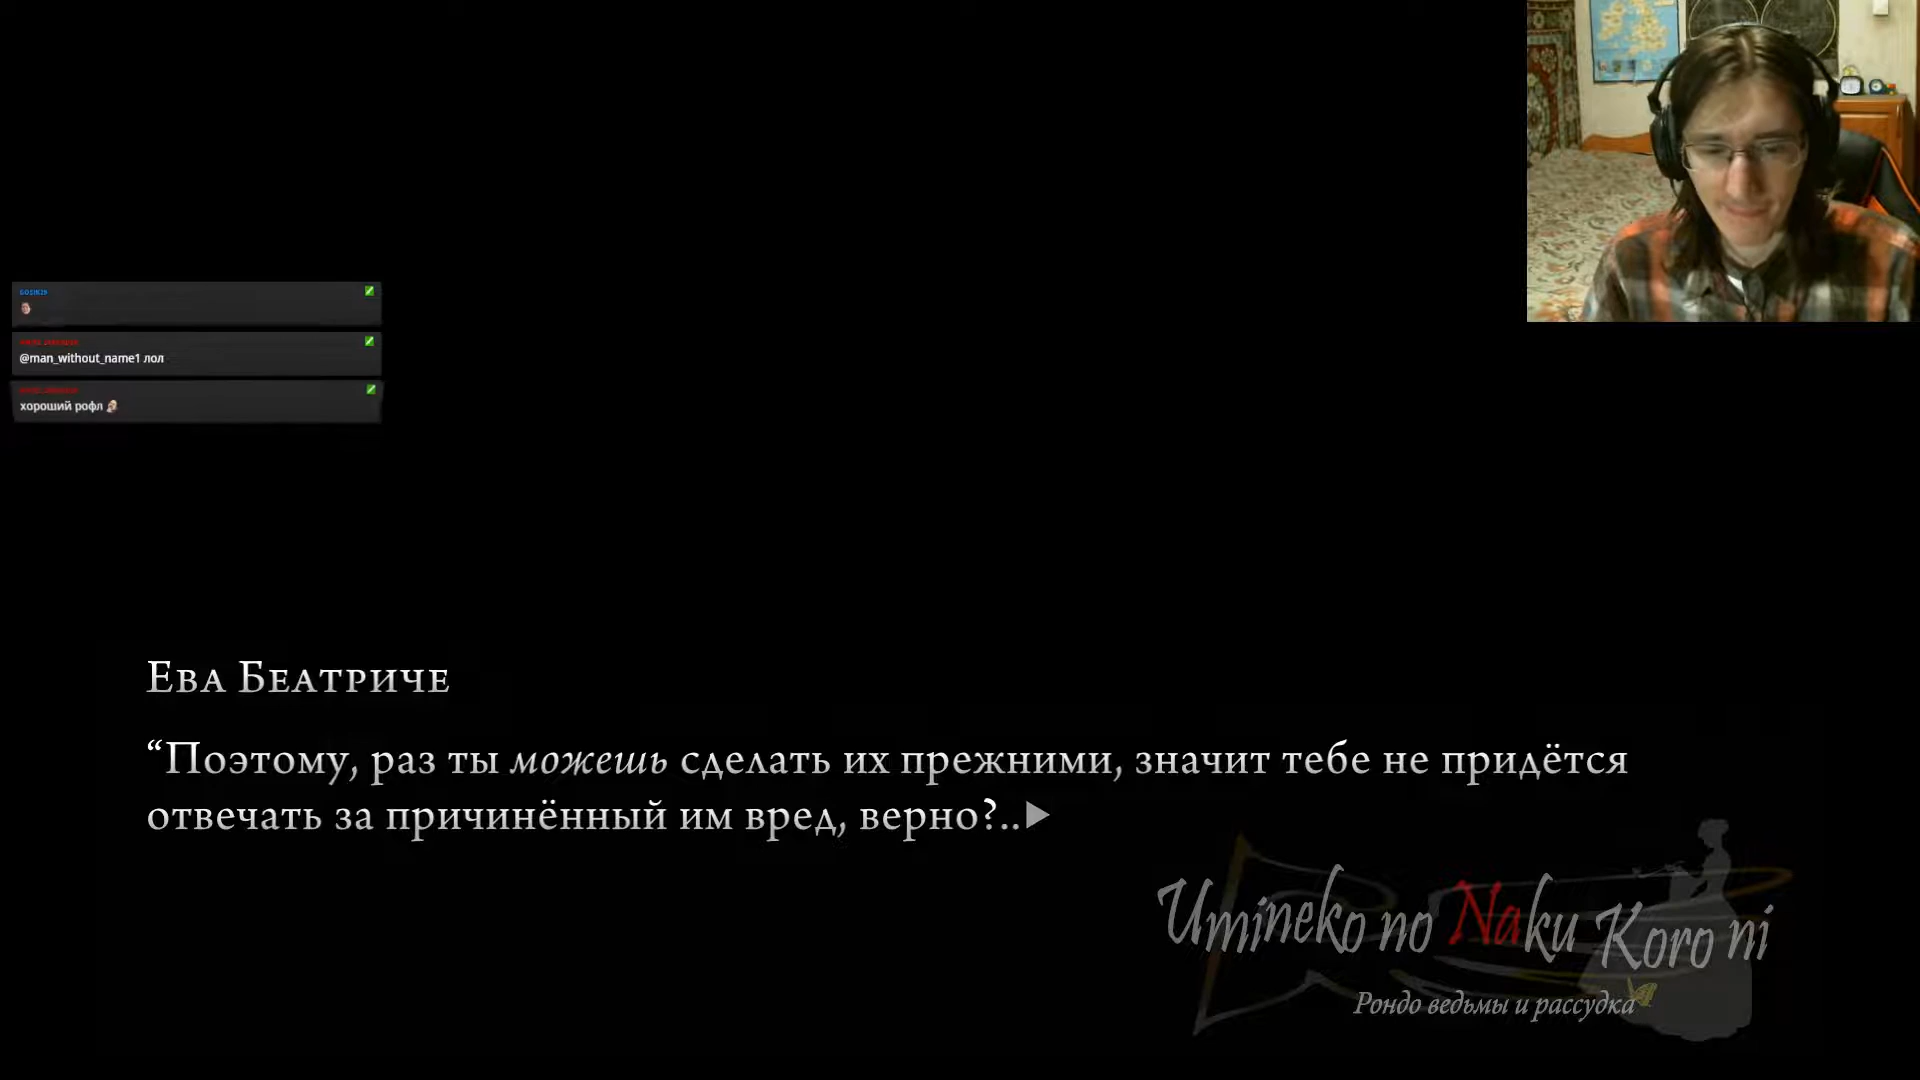 @man_without_name1 лол
хороший рофл
Ева Беатриче
“Поэтому, раз ты можешь сделать их прежними, значит тебе не придётся
отвечать за причинённый им вред, верно?..
Umineko no Naku Koro ni
Рондо ведьмы и рассудка